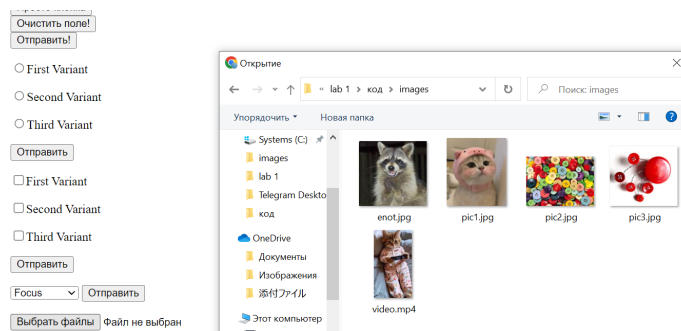 Очистить поле!
Отправить!
First Variant
Second Variant
Third Variant
Отправить
First Variant
Second Variant
Third Variant
Отправить
Focus
Отправить
Выбрать файлы
Файл не выбран
Открытие
« lab 1 › код › images
Поиск: images
Упорядочить
Новая папка
Systems (C:)
images
lab 1
Telegram Deskto
код
OneDrive
Документы
Изображения
添付ファイル
Этот компьютер
enot.jpg
pic1.jpg
pic2.jpg
pic3.jpg
video.mp4